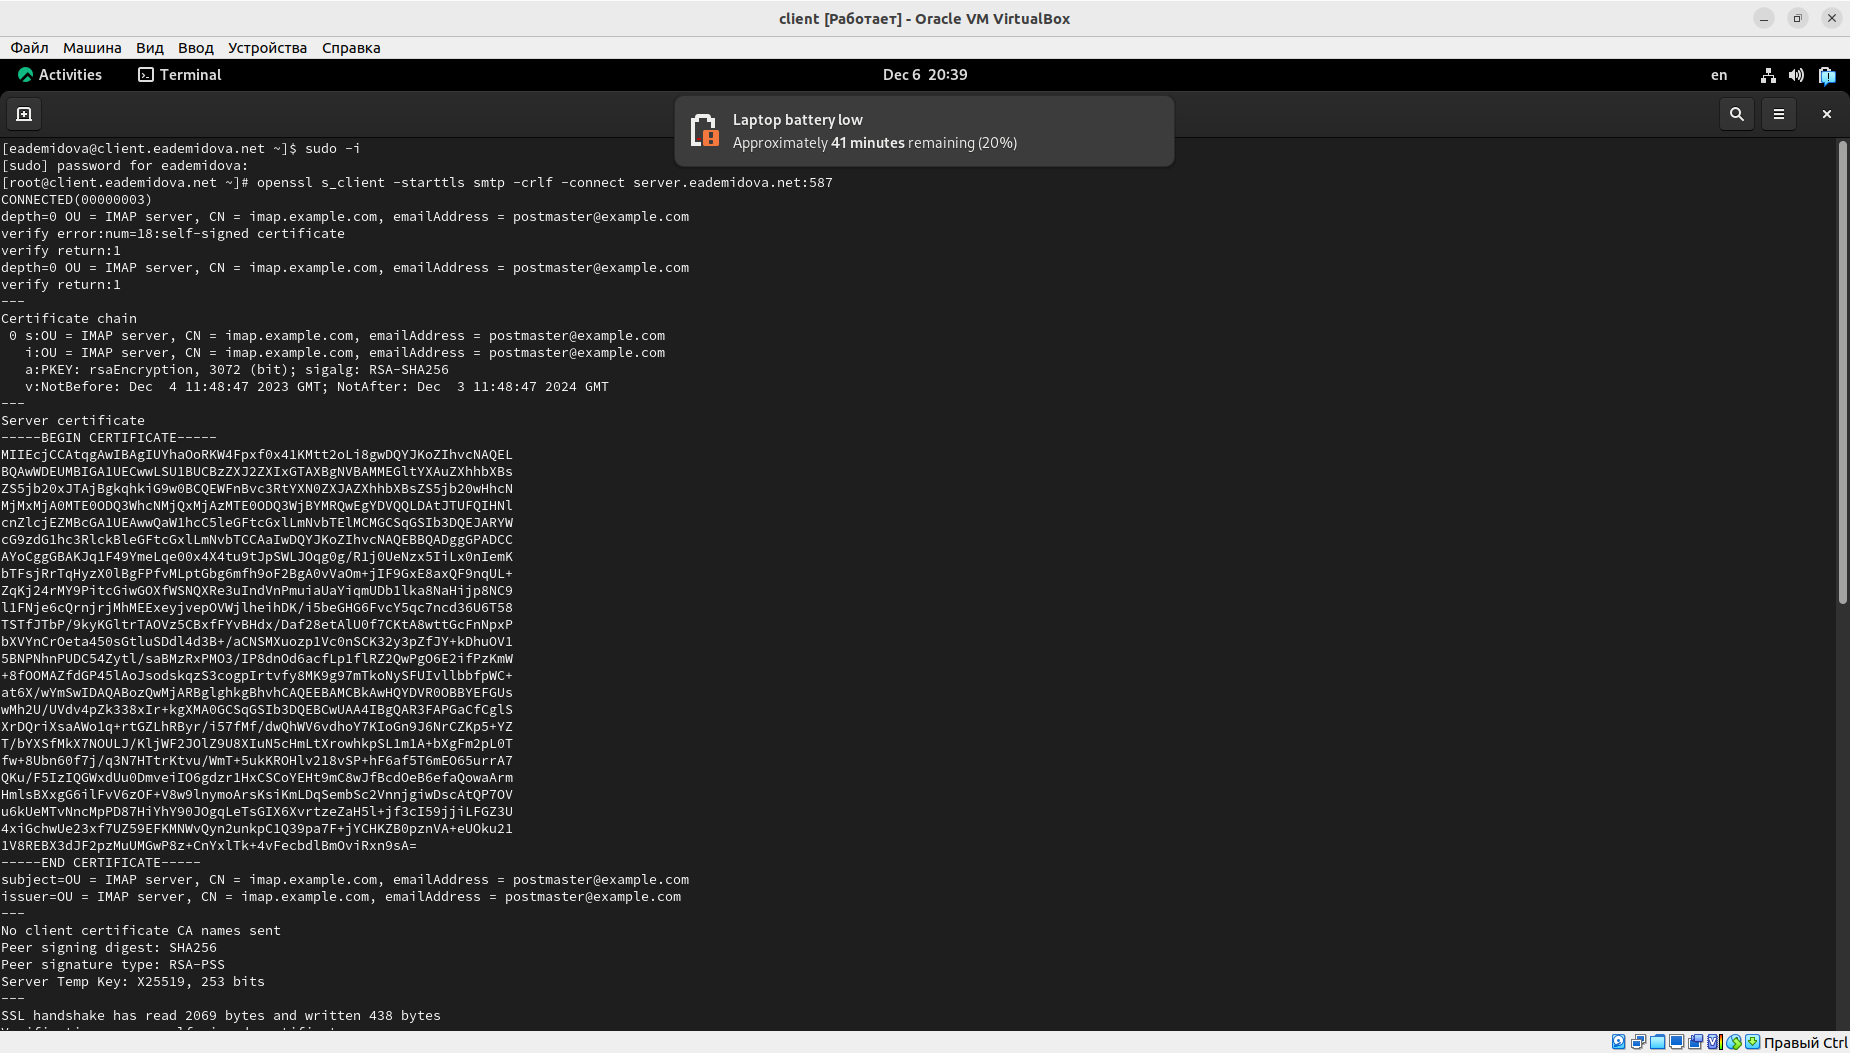 client [Работает] - Oracle VM VirtualBox
Файл Машина Вид Ввод Устройства Справка
Activities Terminal Dec 6 20:39 en
Laptop battery low
Approximately 41 minutes remaining (20%)
[eademidova@client.eademidova.net ~]$ sudo -i
[sudo] password for eademidova:
[root@client.eademidova.net ~]# openssl s_client -starttls smtp -crlf -connect server.eademidova.net:587
CONNECTED(00000003)
depth=0 OU = IMAP server, CN = imap.example.com, emailAddress = postmaster@example.com
verify error:num=18:self-signed certificate
verify return:1
depth=0 OU = IMAP server, CN = imap.example.com, emailAddress = postmaster@example.com
verify return:1
---
Certificate chain
 0 s:OU = IMAP server, CN = imap.example.com, emailAddress = postmaster@example.com
   i:OU = IMAP server, CN = imap.example.com, emailAddress = postmaster@example.com
   a:PKEY: rsaEncryption, 3072 (bit); sigalg: RSA-SHA256
   v:NotBefore: Dec  4 11:48:47 2023 GMT; NotAfter: Dec  3 11:48:47 2024 GMT
---
Server certificate
-----BEGIN CERTIFICATE-----
MIIEcjCCAtqgAwIBAgIUYhaOoRKW4Fpxf0x41KMtt2oLi8gwDQYJKoZIhvcNAQEL
BQAwWDEUMBIGA1UECwwLSU1BUCBzZXJ2ZXIxGTAXBgNVBAMMEGltYXAuZXhhbXBs
ZS5jb20xJTAjBgkqhkiG9w0BCQEWFnBvc3RtYXN0ZXJAZXhhbXBsZS5jb20wHhcN
MjMxMjA0MTE0ODQ3WhcNMjQxMjAzMTE0ODQ3WjBYMRQwEgYDVQQLDAtJTUFQIHNl
cnZlcjEZMBcGA1UEAwwQaW1hcC5leGFtcGxlLmNvbTElMCMGCSqGSIb3DQEJARYW
cG9zdG1hc3RlckBleGFtcGxlLmNvbTCCAaIwDQYJKoZIhvcNAQEBBQADggGPADCC
AYoCggGBAKJq1F49YmeLqe00x4X4tu9tJpSWLJOqg0g/R1j0UeNzx5IiLx0nIemK
bTFsjRrTqHyzX0lBgFPfvMLptGbg6mfh9oF2BgA0vVaOm+jIF9GxE8axQF9nqUL+
ZqKj24rMY9PitcGiwGOXfWSNQXRe3uIndVnPmuiaUaYiqmUDb1lka8NaHijp8NC9
l1FNje6cQrnjrjMhMEExeyjvepOVWjlheihDK/i5beGHG6FvcY5qc7ncd36U6T58
TSTfJTbP/9kyKGltrTAOVz5CBxfFYvBHdx/Daf28etAlU0f7CKtA8wttGcFnNpxP
bXVYnCrOeta450sGtluSDdl4d3B+/aCNSMXuozp1Vc0nSCK32y3pZfJY+kDhuOV1
5BNPNhnPUDC54Zytl/saBMzRxPMO3/IP8dnOd6acfLp1flRZ2QwPgO6E2ifPzKmW
+8fOOMAZfdGP45lAoJsodskqzS3cogpIrtvfy8MK9g97mTkoNySFUIvllbbfpWC+
at6X/wYmSwIDAQABozQwMjARBglghkgBhvhCAQEEBAMCBkAwHQYDVR0OBBYEFGUs
wMh2U/UVdv4pZk338xIr+kgXMA0GCSqGSIb3DQEBCwUAA4IBgQAR3FAPGaCfCglS
XrDQriXsaAWo1q+rtGZLhRByr/i57fMf/dwQhWV6vdhoY7KIoGn9J6NrCZKp5+YZ
T/bYXSfMkX7NOULJ/KljWF2JOlZ9U8XIuN5cHmLtXrowhkpSL1m1A+bXgFm2pL0T
fw+8Ubn60f7j/q3N7HTtrKtvu/WmT+5ukKROHlv218vSP+hF6af5T6mEO65urrA7
QKu/F5IzIQGWxdUu0DmveiIO6gdzr1HxCSCoYEHt9mC8wJfBcdOeB6efaQowaArm
HmlsBXxgG6ilFvV6zOF+V8w9lnymoArsKsiKmLDqSembSc2VnnjgiwDscAtQP7OV
u6kUeMTvNncMpPD87HiYhY90JOgqLeTsGIX6XvrtzeZaH5l+jf3cI59jjiLFGZ3U
4xiGchwUe23xf7UZ59EFKMNWvQyn2unkpC1Q39pa7F+jYCHKZB0pznVA+eUOku21
1V8REBX3dJF2pzMuUMGwP8z+CnYxlTk+4vFecbdlBmOviRxn9sA=
-----END CERTIFICATE-----
subject=OU = IMAP server, CN = imap.example.com, emailAddress = postmaster@example.com
issuer=OU = IMAP server, CN = imap.example.com, emailAddress = postmaster@example.com
---
No client certificate CA names sent
Peer signing digest: SHA256
Peer signature type: RSA-PSS
Server Temp Key: X25519, 253 bits
---
SSL handshake has read 2069 bytes and written 438 bytes
Правый Ctrl